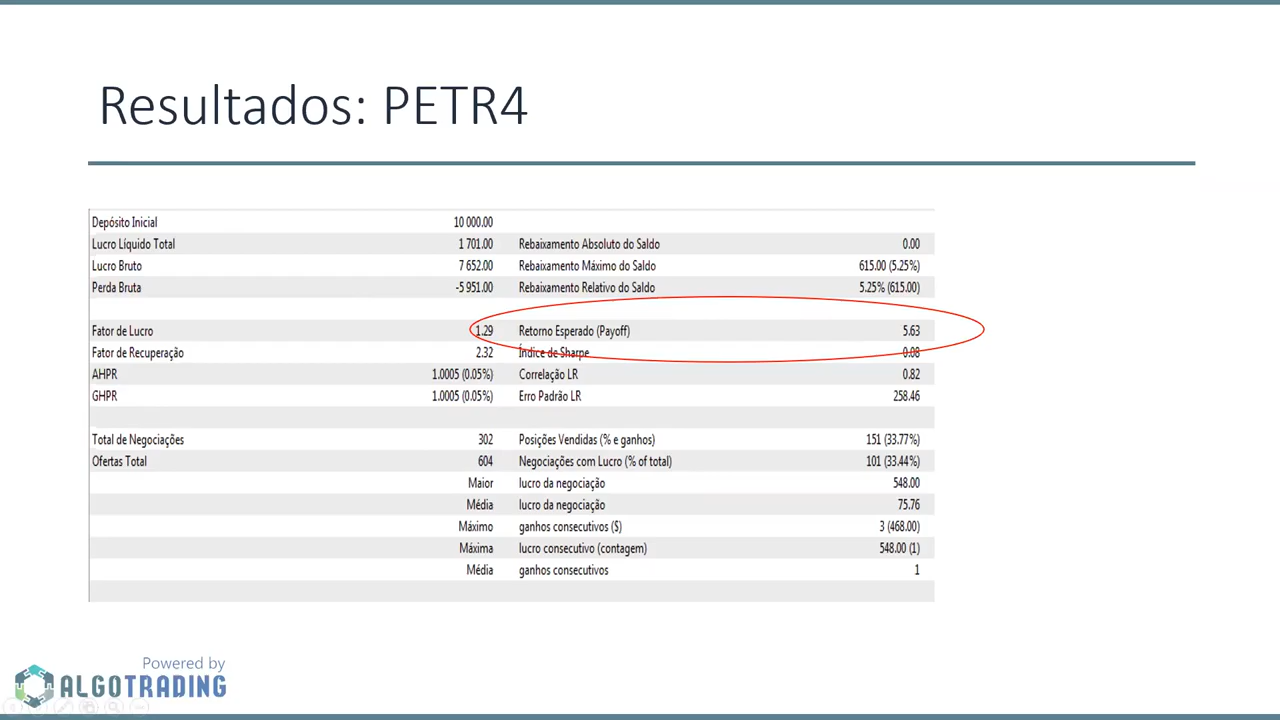 Resultados: PETR4
Depósito Inicial 10 000.00
Lucro Líquido Total 1 701.00 Rebaixamento Absoluto do Saldo 0.00
Lucro Bruto 7 652.00 Rebaixamento Máximo do Saldo 615.00 (5.25%)
Perda Bruta -5 951.00 Rebaixamento Relativo do Saldo 5.25% (615.00)
Fator de Lucro 1.29 Retorno Esperado (Payoff) 5.63
Fator de Recuperação 2.32 Índice de Sharpe 0.08
AHPR 1.0005 (0.05%) Correlação LR 0.82
GHPR 1.0005 (0.05%) Erro Padrão LR 258.46
Total de Negociações 302 Posições Vendidas (% e ganhos) 151 (33.77%)
Ofertas Total 604 Negociações com Lucro (% of total) 101 (33.44%)
Maior lucro da negociação 548.00
Média lucro da negociação 75.76
Máximo ganhos consecutivos ($) 3 (468.00)
Máxima lucro consecutivo (contagem) 548.00 (1)
Média ganhos consecutivos 1
Powered by
ALGOTRADING